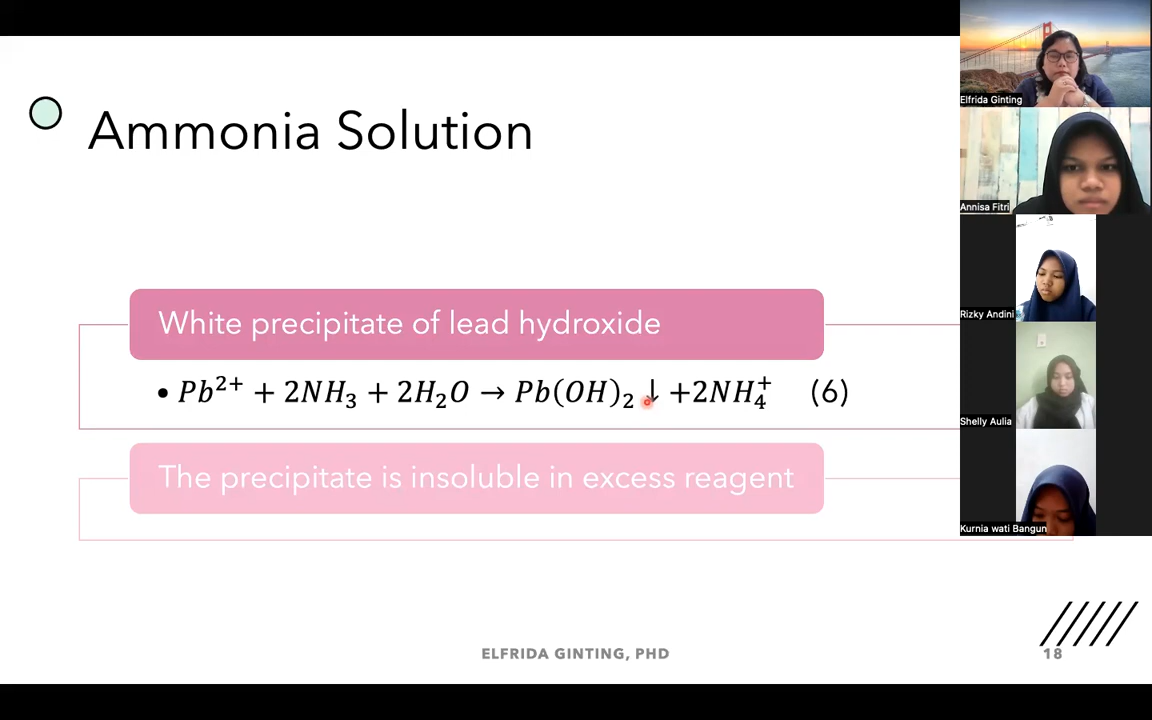 Ammonia Solution
White precipitate of lead hydroxide
• Pb²⁺ + 2NH₃ + 2H₂O → Pb(OH)₂ ↓ +2NH₄⁺ (6)
The precipitate is insoluble in excess reagent
ELFRIDA GINTING, PHD
18
Elfrida Ginting
Annisa Fitri
Rizky Andini
Shelly Aulia
Kurnia wati Bangun